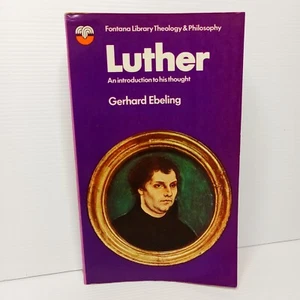 Fontana Library Theology & Philosophy
Luther
An introduction to his thought
Gerhard Ebeling